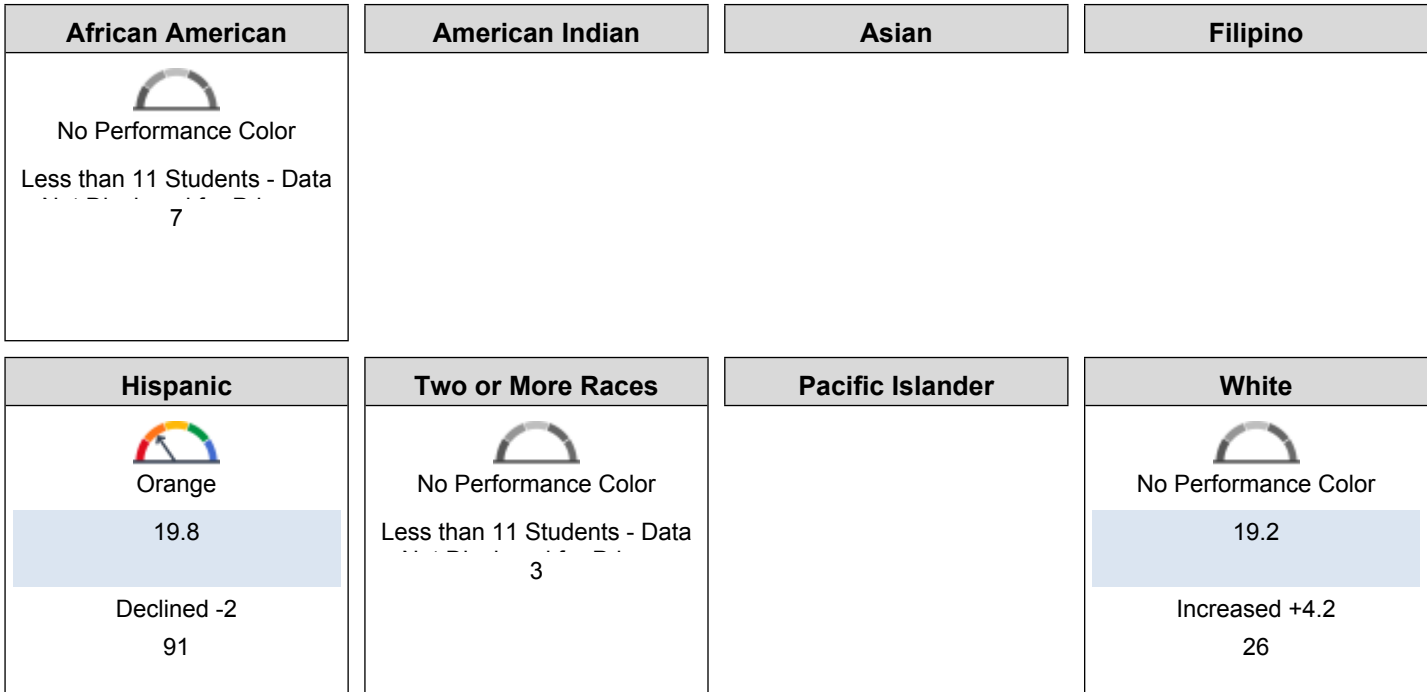 African American
American Indian
Asian
Filipino
No Performance Color
Less than 11 Students - Data
7
Hispanic
Two or More Races
Pacific Islander
White
Orange
No Performance Color
No Performance Color
19.8
Less than 11 Students - Data
19.2
3
Declined -2
Increased +4.2
91
26